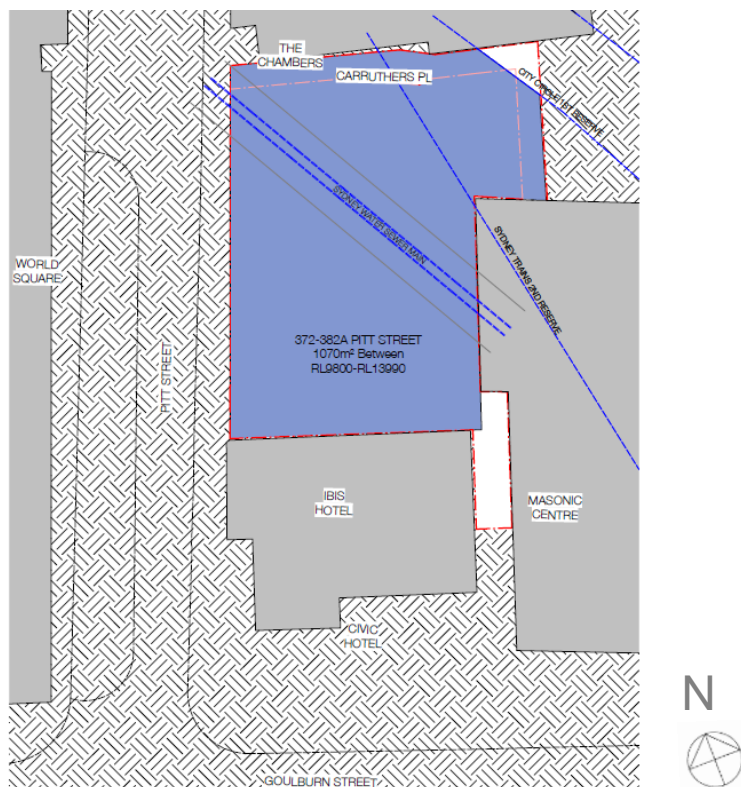 THE
CHAMBERS
CARRUTHERS PL
CITY CIRCLE 1ST RESERVE
SYDNEY WATER SEWER MAIN
SYDNEY TRAINS 2ND RESERVE
WORLD
SQUARE
PITT STREET
372-382A PITT STREET
1070m² Between
RL9800-RL13990
IBIS
HOTEL
MASONIC
CENTRE
CIVIC
HOTEL
GOULBURN STREET
N